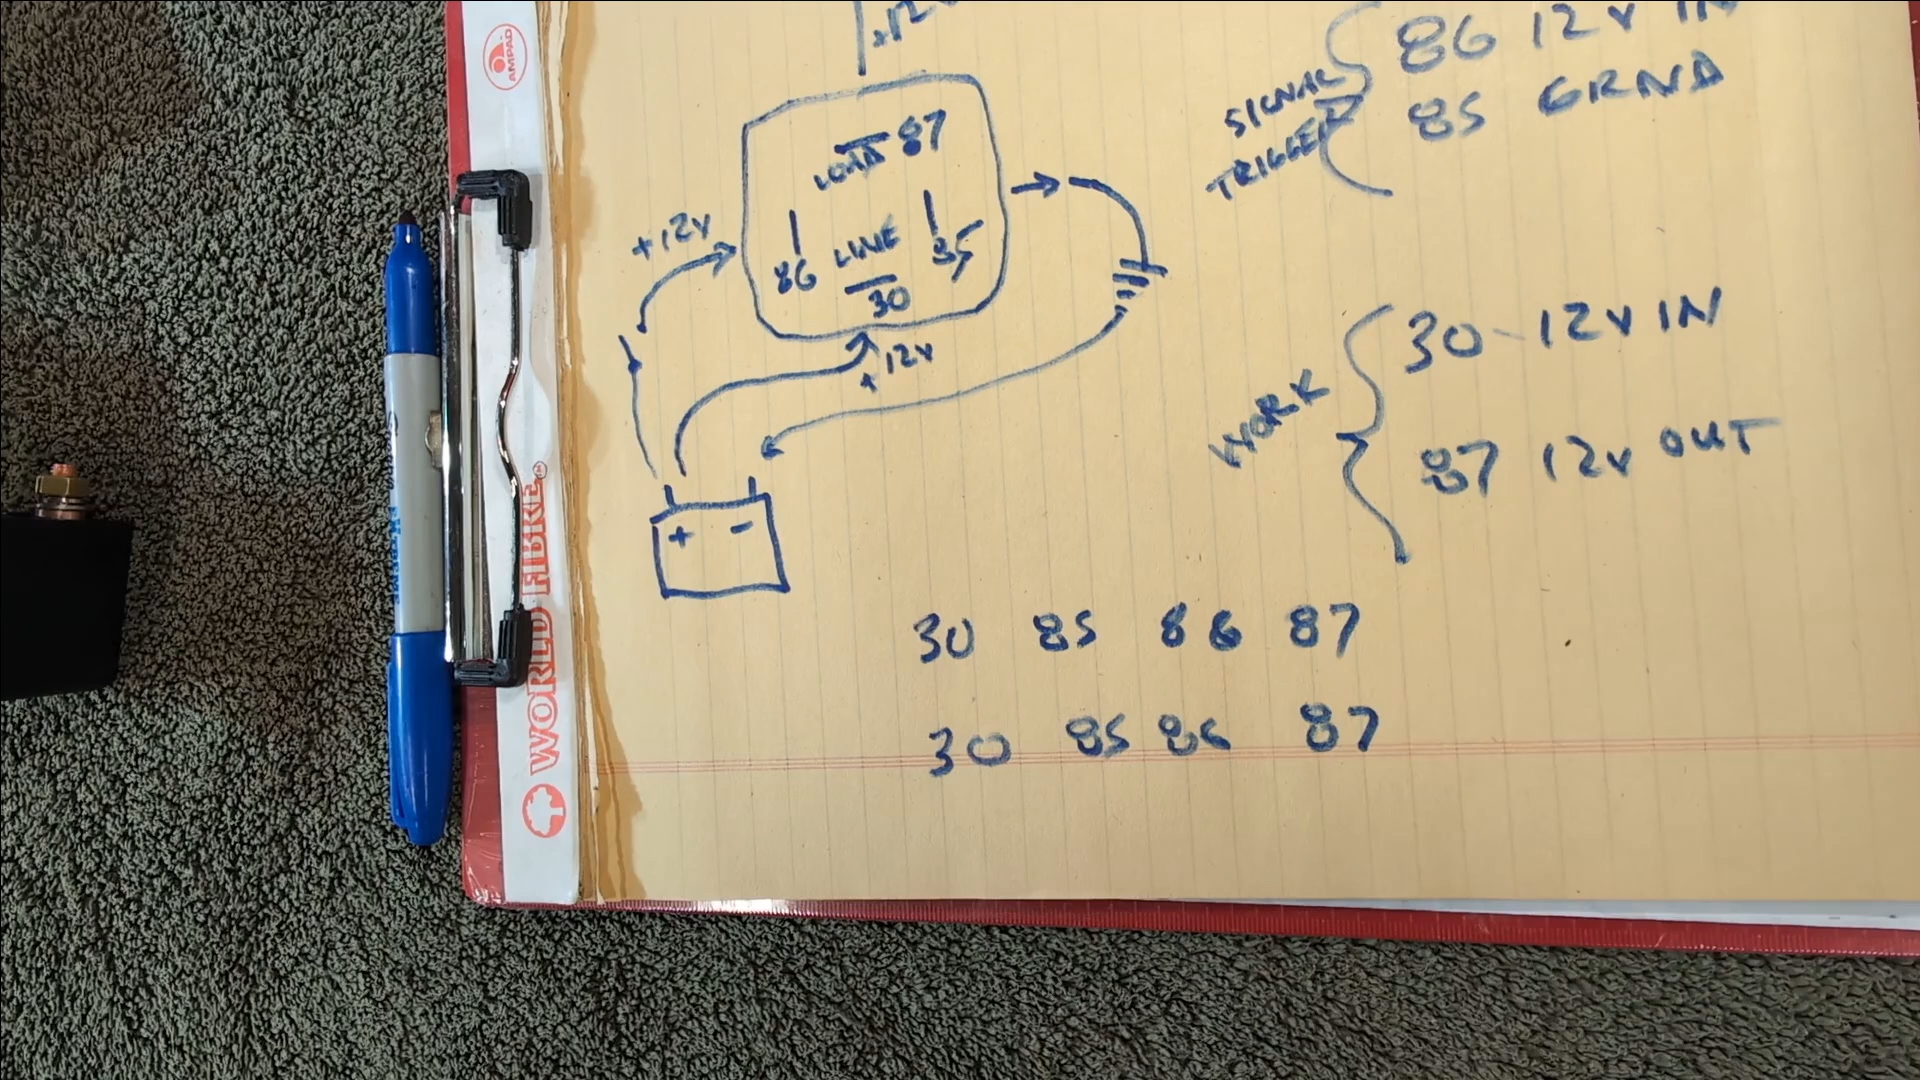 +12V
86 12V IN
85 GRND
SIGNAL
TRIGGER
LOAD 87
+12V
86 LINE 85
30
+12V
+ -
WORK
30 - 12V IN
87 12V OUT
30 85 86 87
30 85 86 87
AMPAD
WORLD FIBRE